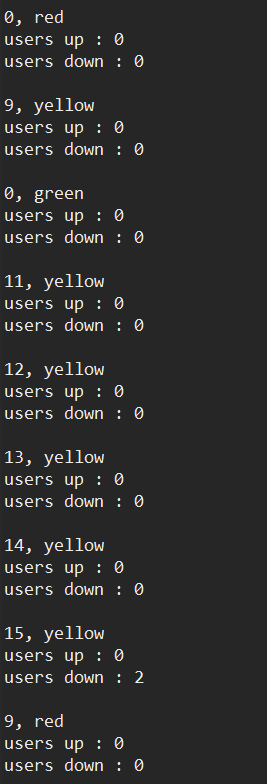 0, red
users up : 0
users down : 0
9, yellow
users up : 0
users down : 0
0, green
users up : 0
users down : 0
11, yellow
users up : 0
users down : 0
12, yellow
users up : 0
users down : 0
13, yellow
users up : 0
users down : 0
14, yellow
users up : 0
users down : 0
15, yellow
users up : 0
users down : 2
9, red
users up : 0
users down : 0